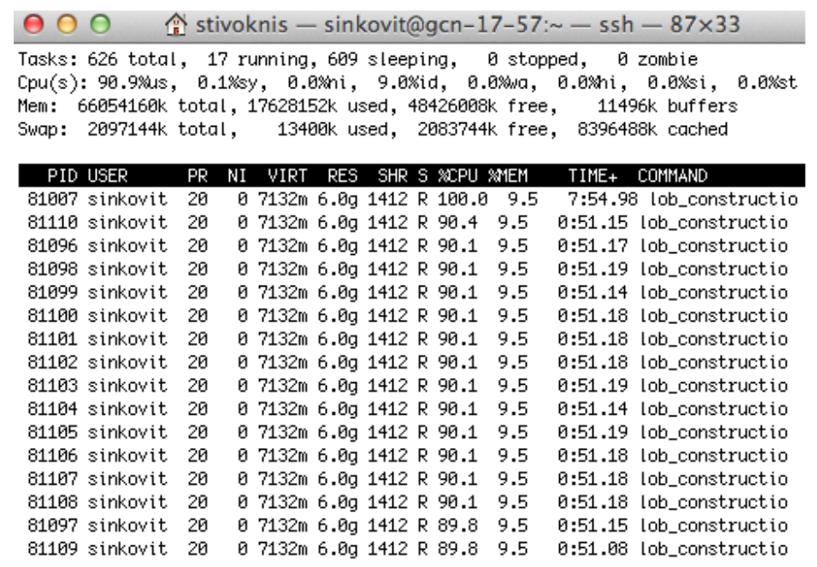 stivoknis — sinkovit@gcn-17-57:~ — ssh — 87×33
Tasks: 626 total, 17 running, 609 sleeping, 0 stopped, 0 zombie
Cpu(s): 90.9%us, 0.1%sy, 0.0%ni, 9.0%id, 0.0%wa, 0.0%hi, 0.0%si, 0.0%st
Mem: 66054160k total, 17628152k used, 48426008k free, 11496k buffers
Swap: 2097144k total, 13400k used, 2083744k free, 8396488k cached
PID USER PR NI VIRT RES SHR S %CPU %MEM TIME+ COMMAND
81007 sinkovit 20 0 7132m 6.0g 1412 R 100.0 9.5 7:54.98 lob_constructio
81110 sinkovit 20 0 7132m 6.0g 1412 R 90.4 9.5 0:51.15 lob_constructio
81096 sinkovit 20 0 7132m 6.0g 1412 R 90.1 9.5 0:51.17 lob_constructio
81098 sinkovit 20 0 7132m 6.0g 1412 R 90.1 9.5 0:51.19 lob_constructio
81099 sinkovit 20 0 7132m 6.0g 1412 R 90.1 9.5 0:51.14 lob_constructio
81100 sinkovit 20 0 7132m 6.0g 1412 R 90.1 9.5 0:51.18 lob_constructio
81101 sinkovit 20 0 7132m 6.0g 1412 R 90.1 9.5 0:51.18 lob_constructio
81102 sinkovit 20 0 7132m 6.0g 1412 R 90.1 9.5 0:51.18 lob_constructio
81103 sinkovit 20 0 7132m 6.0g 1412 R 90.1 9.5 0:51.19 lob_constructio
81104 sinkovit 20 0 7132m 6.0g 1412 R 90.1 9.5 0:51.14 lob_constructio
81105 sinkovit 20 0 7132m 6.0g 1412 R 90.1 9.5 0:51.19 lob_constructio
81106 sinkovit 20 0 7132m 6.0g 1412 R 90.1 9.5 0:51.18 lob_constructio
81107 sinkovit 20 0 7132m 6.0g 1412 R 90.1 9.5 0:51.18 lob_constructio
81108 sinkovit 20 0 7132m 6.0g 1412 R 90.1 9.5 0:51.18 lob_constructio
81097 sinkovit 20 0 7132m 6.0g 1412 R 89.8 9.5 0:51.15 lob_constructio
81109 sinkovit 20 0 7132m 6.0g 1412 R 89.8 9.5 0:51.08 lob_constructio